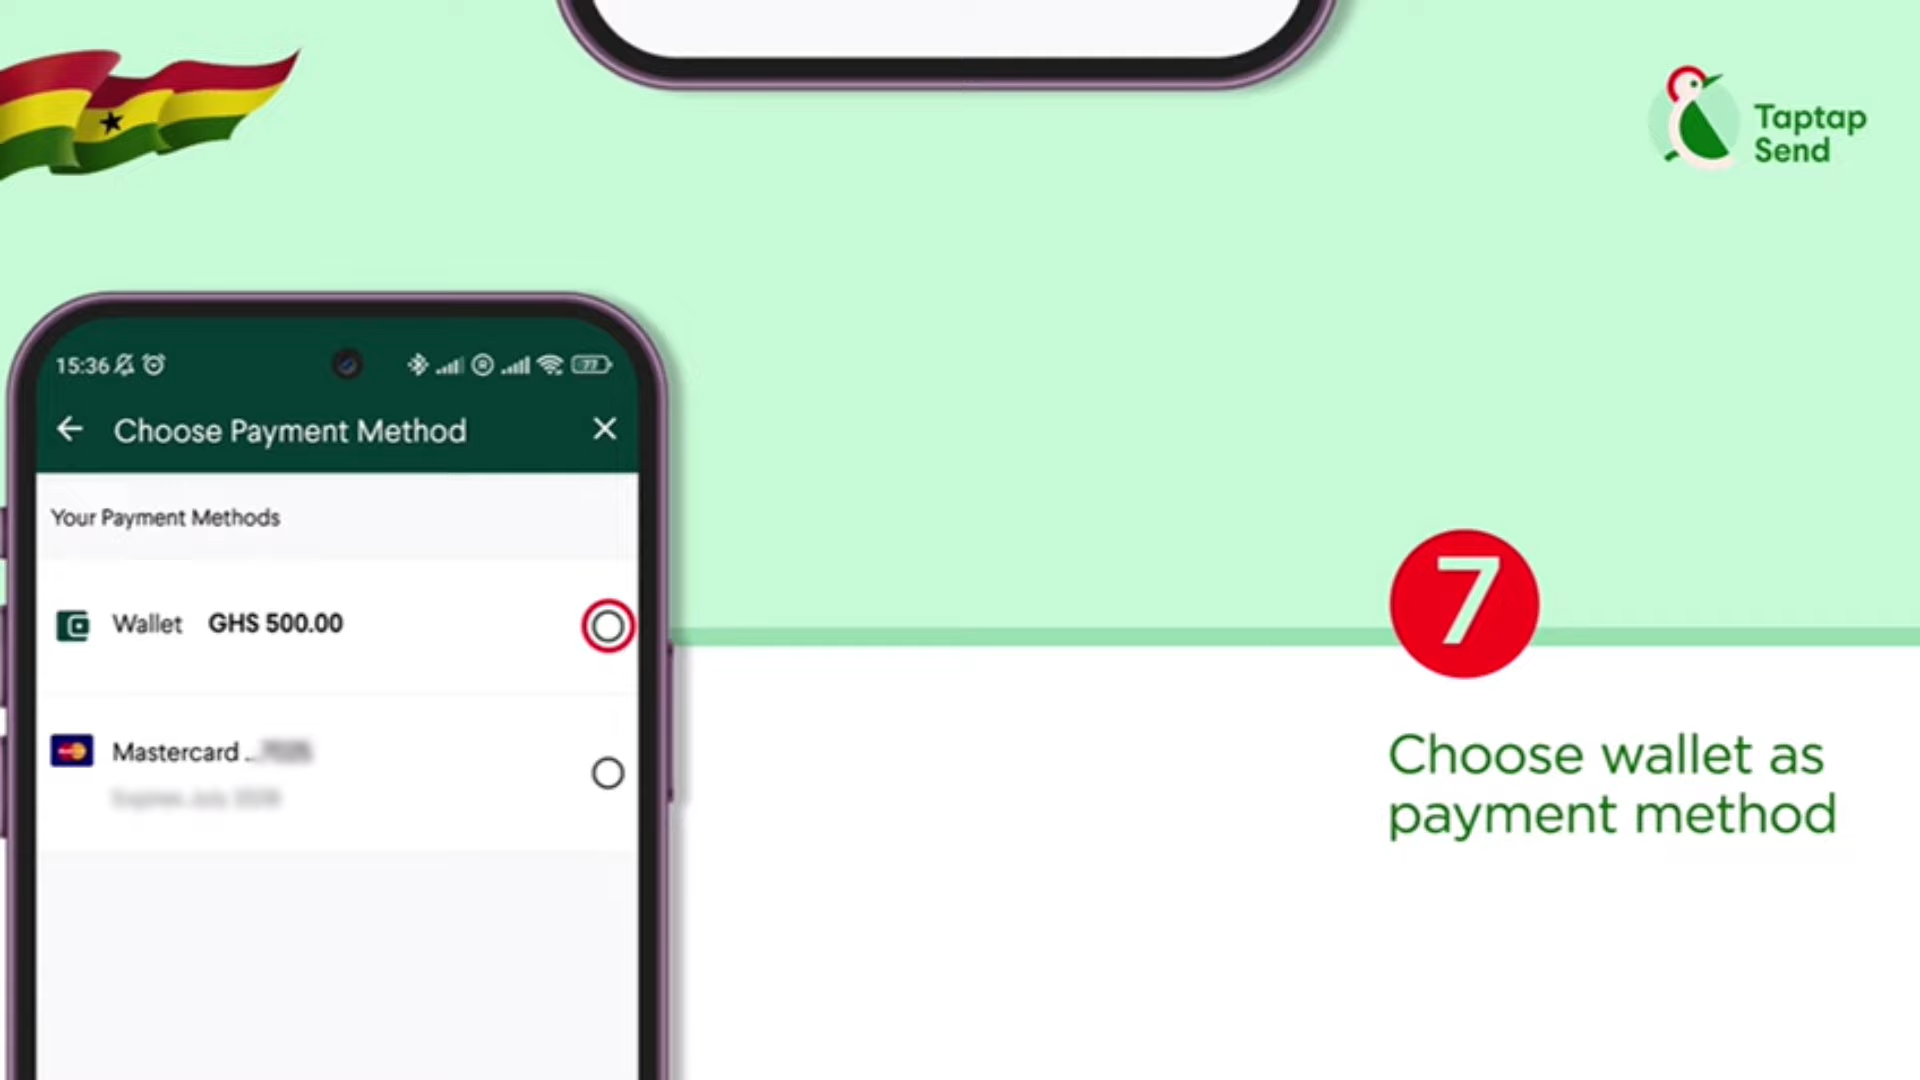 Taptap
Send
15:36
77
Choose Payment Method
Your Payment Methods
Wallet GHS 500.00
Mastercard ..
7
Choose wallet as
payment method